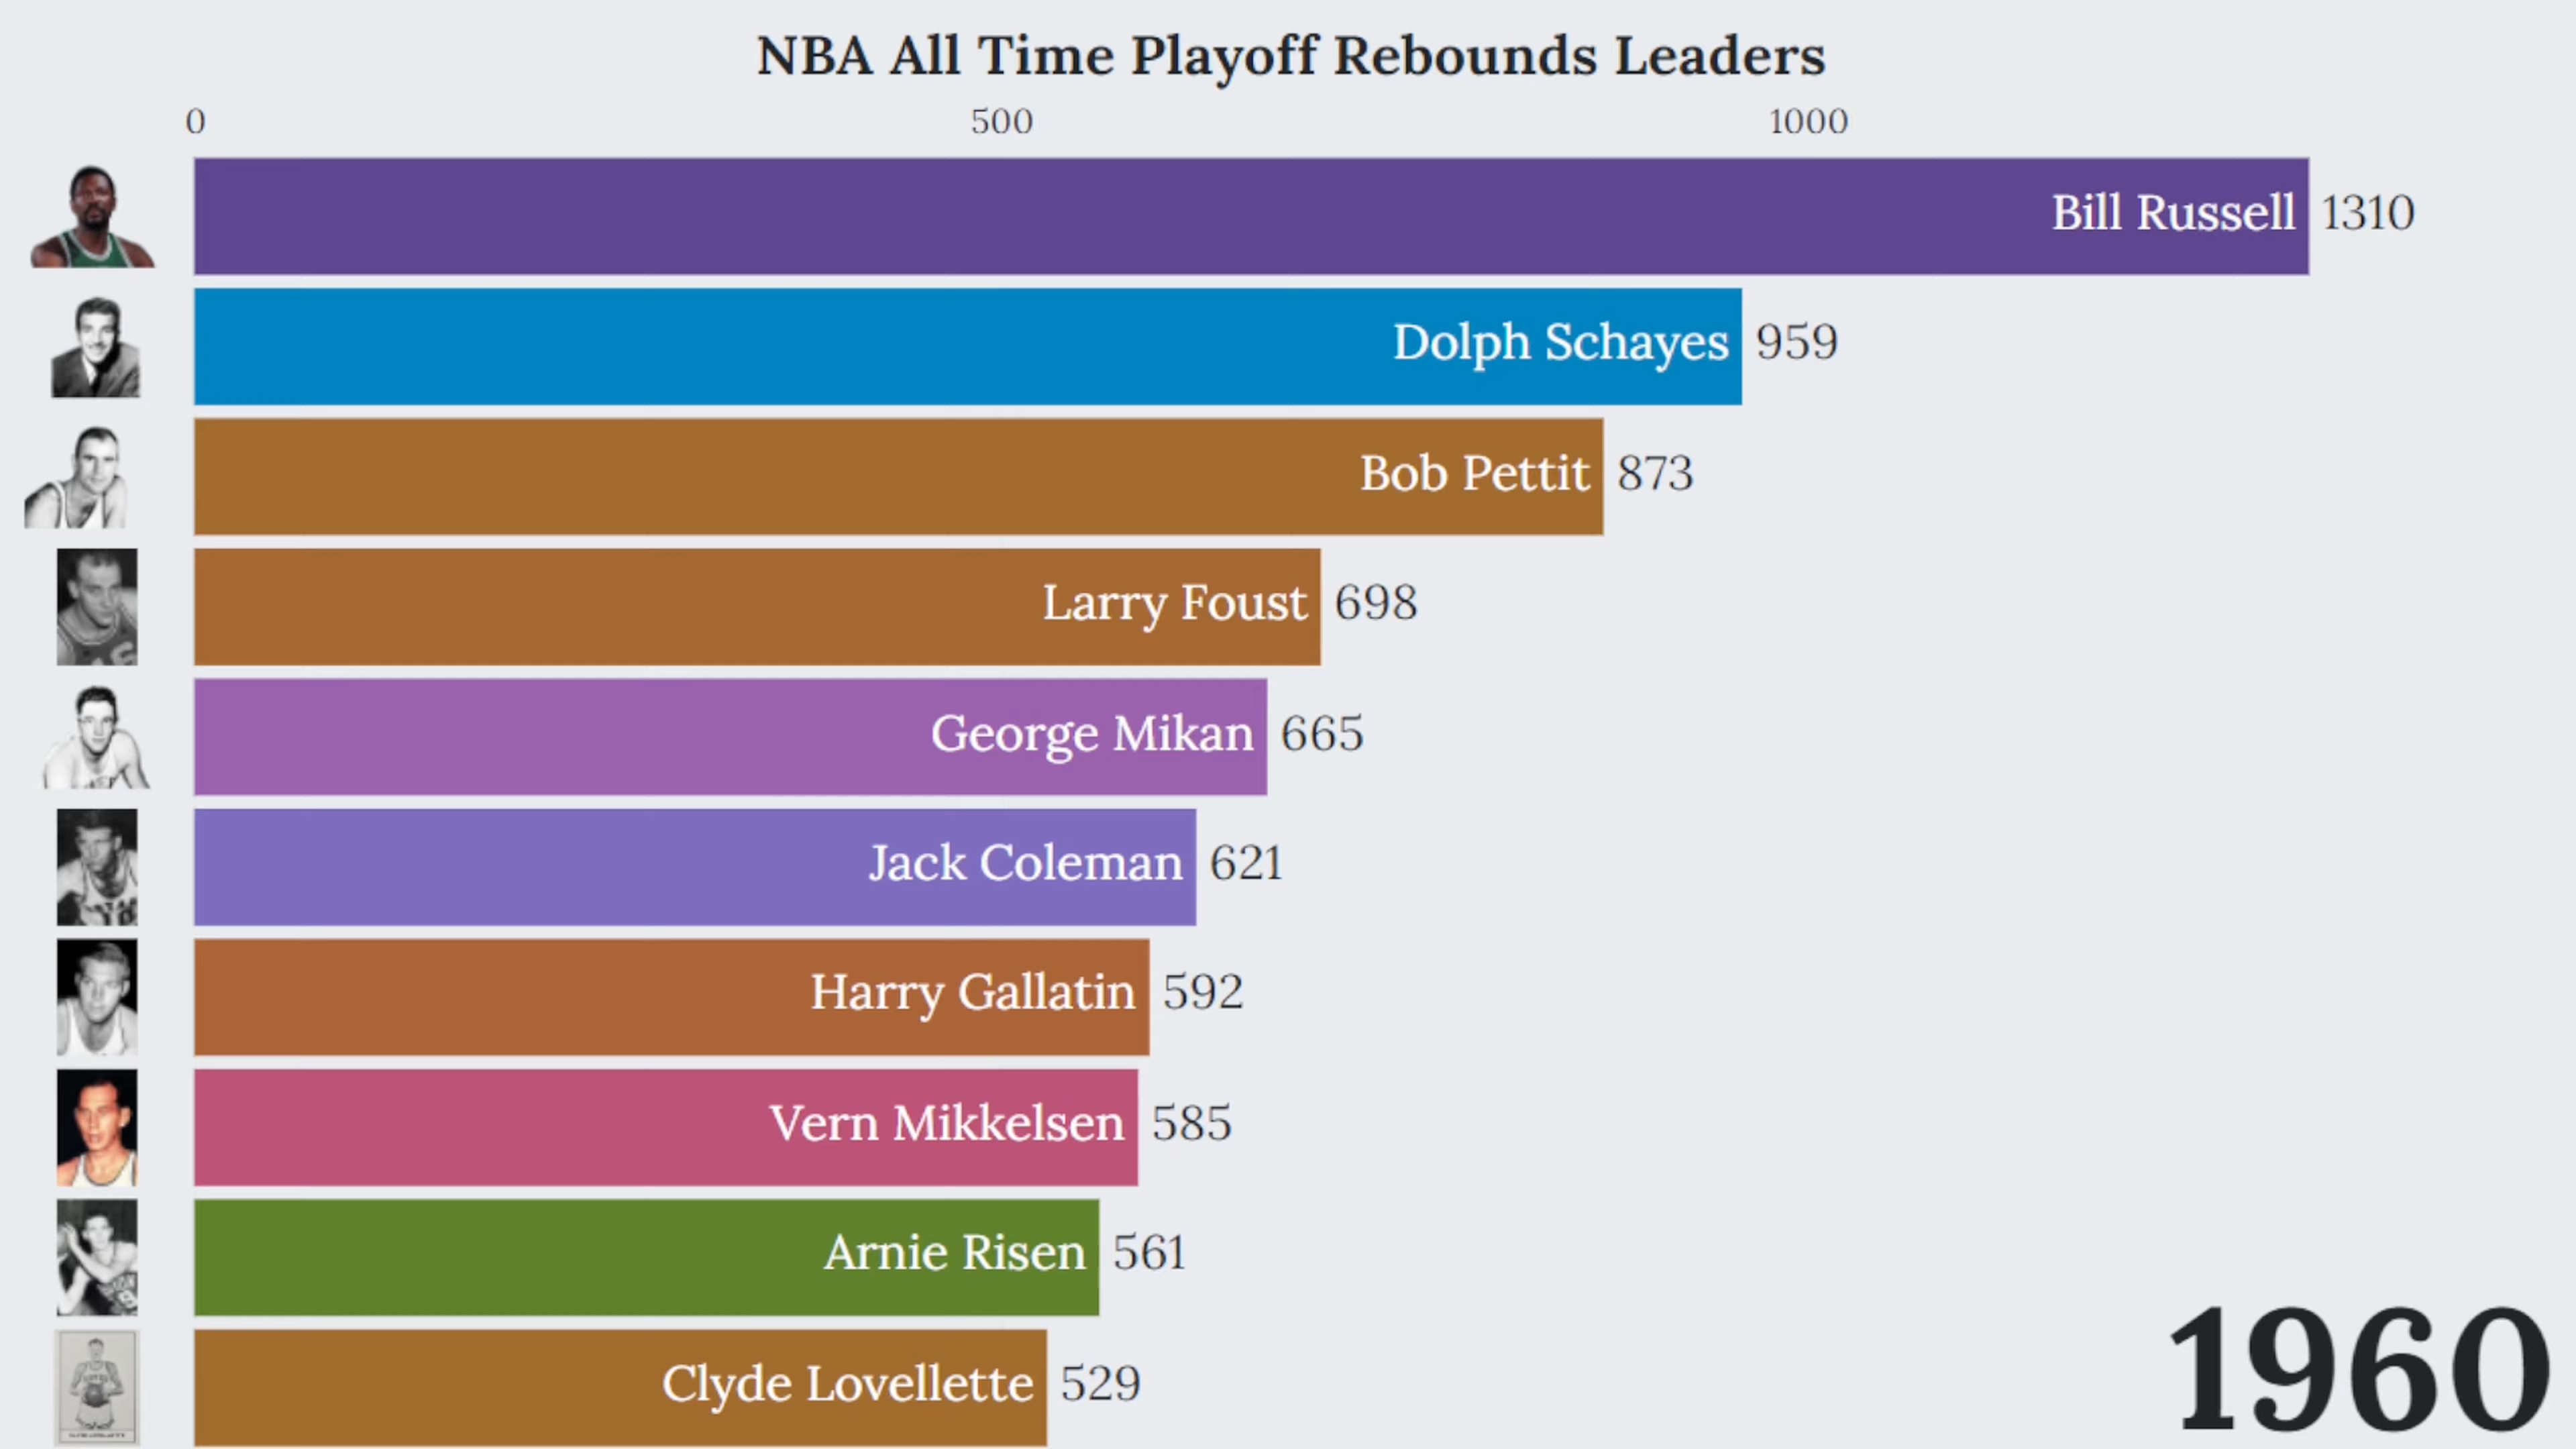 NBA All Time Playoff Rebounds Leaders
0 500 1000
Bill Russell 1310
Dolph Schayes 959
Bob Pettit 873
Larry Foust 698
George Mikan 665
Jack Coleman 621
Harry Gallatin 592
Vern Mikkelsen 585
Arnie Risen 561
Clyde Lovellette 529
1960